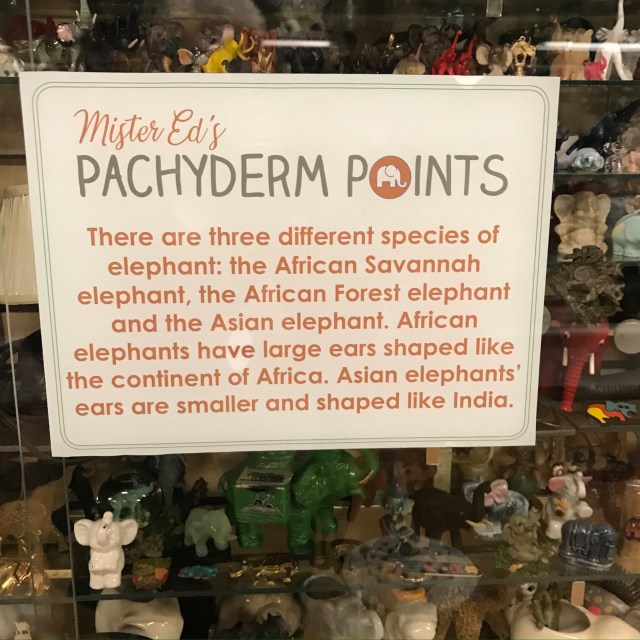 Mister Ed's
PACHYDERM POINTS
There are three different species of
elephant: the African Savannah
elephant, the African Forest elephant
and the Asian elephant. African
elephants have large ears shaped like
the continent of Africa. Asian elephants'
ears are smaller and shaped like India.